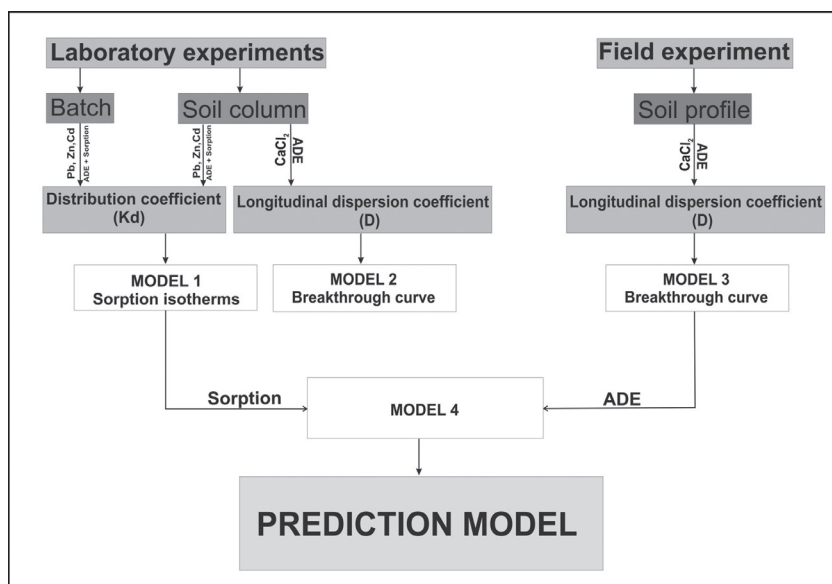 Laboratory experiments
Field experiment
Batch
Soil column
Soil profile
Pb, Zn,Cd
ADE + Sorption
Pb, Zn,Cd
ADE + Sorption
CaCl₂
ADE
CaCl₂
ADE
Distribution coefficient
(Kd)
Longitudinal dispersion coefficient
(D)
Longitudinal dispersion coefficient
(D)
MODEL 1
Sorption isotherms
MODEL 2
Breakthrough curve
MODEL 3
Breakthrough curve
Sorption
MODEL 4
ADE
PREDICTION MODEL